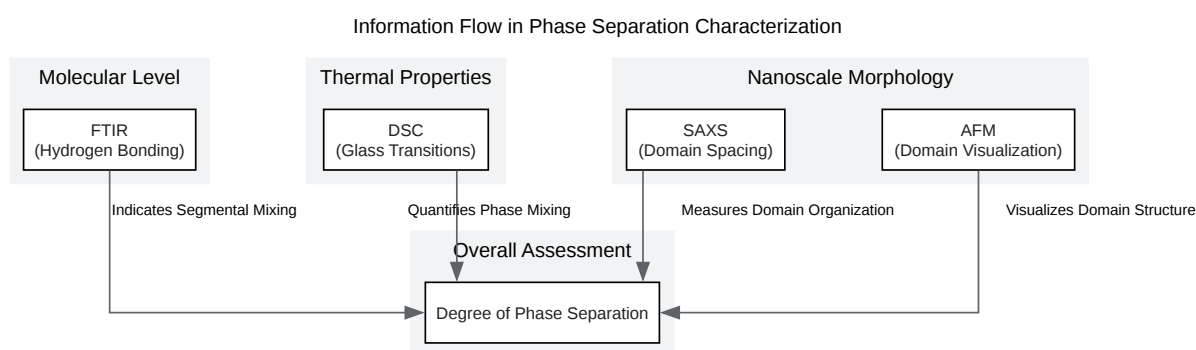 Information Flow in Phase Separation Characterization
Molecular Level
Thermal Properties
Nanoscale Morphology
FTIR
(Hydrogen Bonding)
DSC
(Glass Transitions)
SAXS
(Domain Spacing)
AFM
(Domain Visualization)
Indicates Segmental Mixing
Quantifies Phase Mixing
Measures Domain Organization
Visualizes Domain Structure
Overall Assessment
Degree of Phase Separation